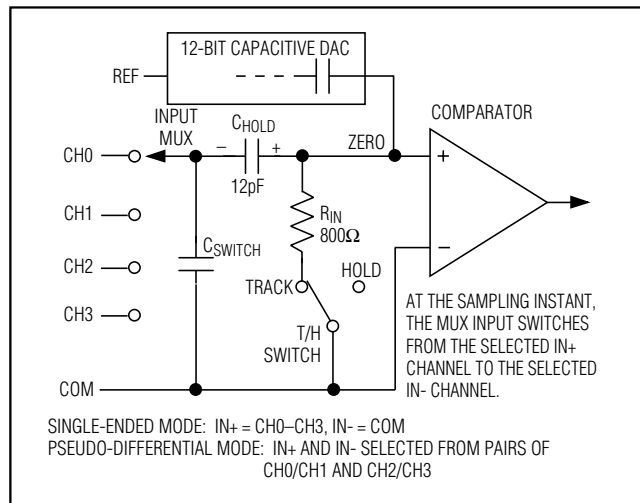 12-BIT CAPACITIVE DAC
REF
INPUT
MUX
C_HOLD
− +
12pF
ZERO
COMPARATOR
+
−
CH0
CH1
CH2
CH3
COM
C_SWITCH
R_IN
800Ω
TRACK
HOLD
T/H
SWITCH
AT THE SAMPLING INSTANT,
THE MUX INPUT SWITCHES
FROM THE SELECTED IN+
CHANNEL TO THE SELECTED
IN- CHANNEL.
SINGLE-ENDED MODE: IN+ = CH0–CH3, IN- = COM
PSEUDO-DIFFERENTIAL MODE: IN+ AND IN- SELECTED FROM PAIRS OF
CH0/CH1 AND CH2/CH3